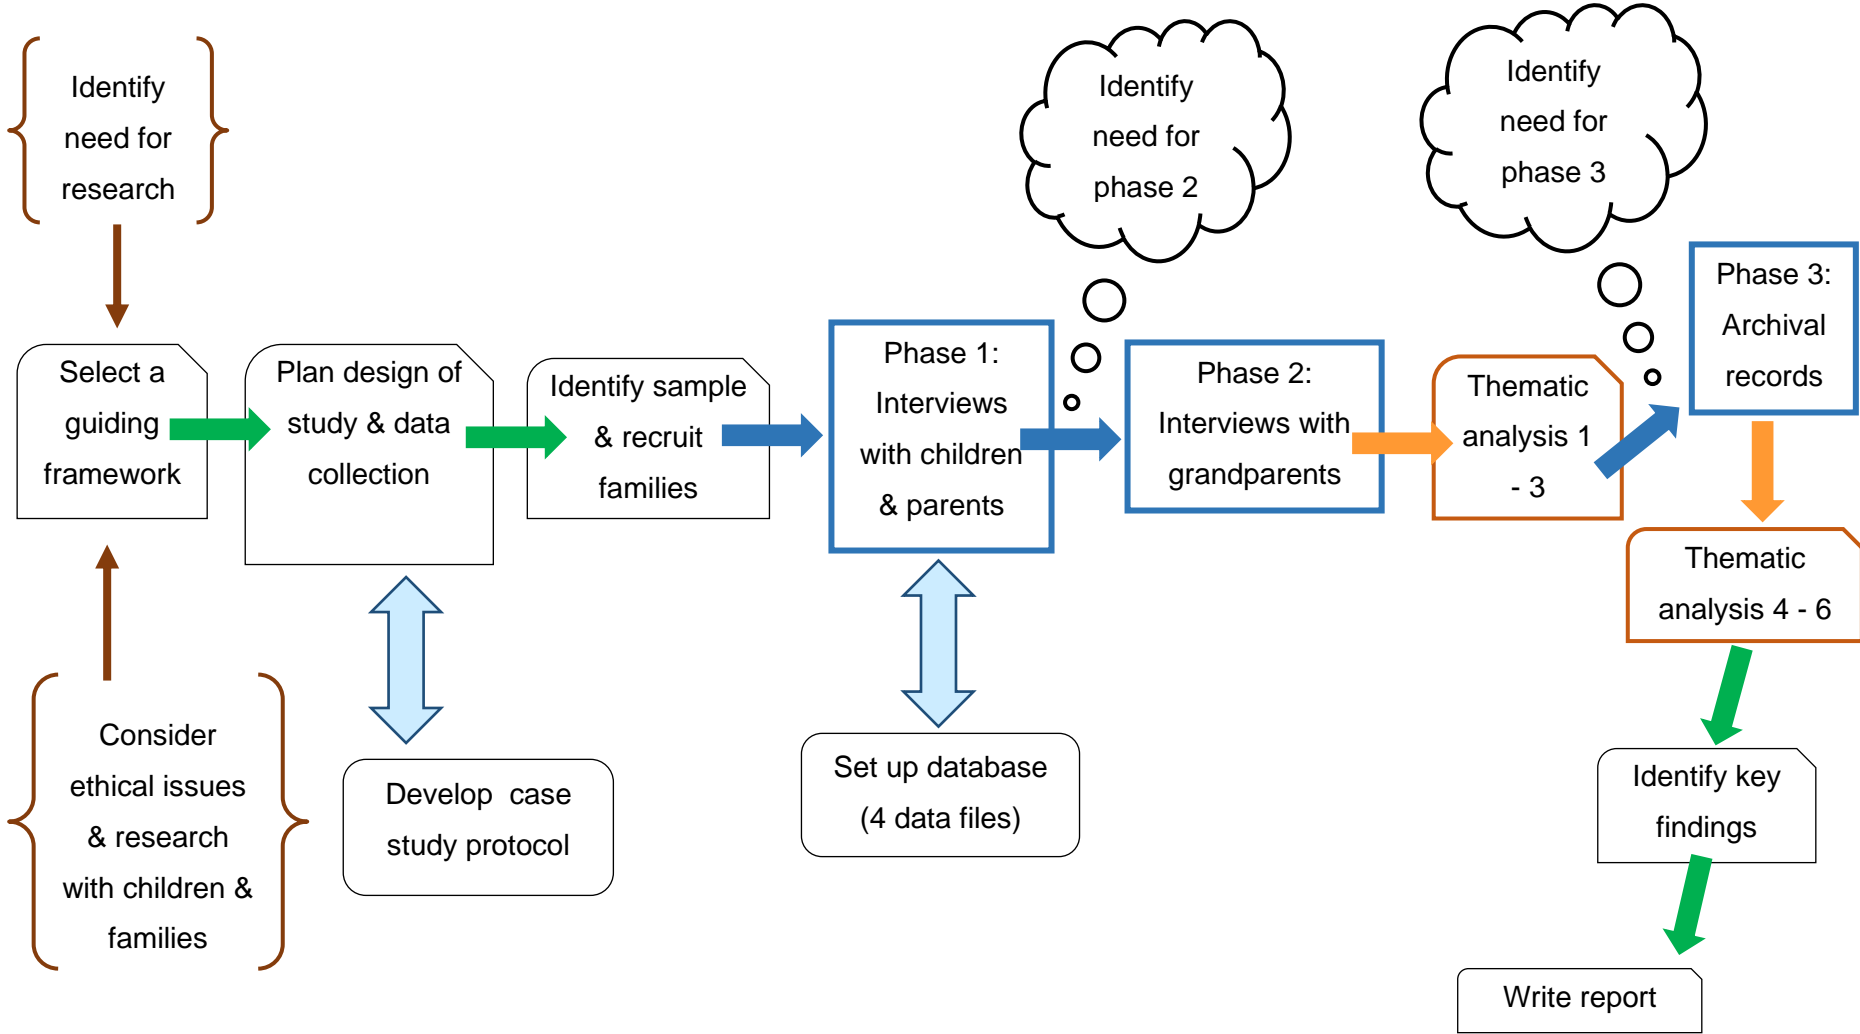 Identify
need for
research
Identify
need for
phase 2
Identify
need for
phase 3
Select a
guiding
framework
Plan design of
study & data
collection
Identify sample
& recruit
families
Phase 1:
Interviews
with children
& parents
Phase 2:
Interviews with
grandparents
Thematic
analysis 1
- 3
Phase 3:
Archival
records
Thematic
analysis 4 - 6
Consider
ethical issues
& research
with children &
families
Develop case
study protocol
Set up database
(4 data files)
Identify key
findings
Write report